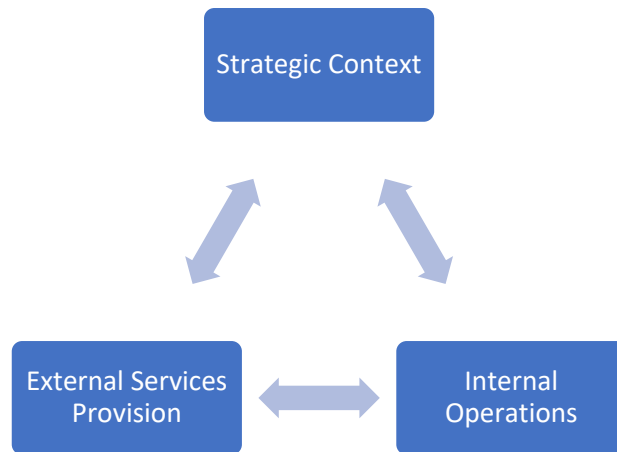 Strategic Context
External Services
Provision
Internal
Operations